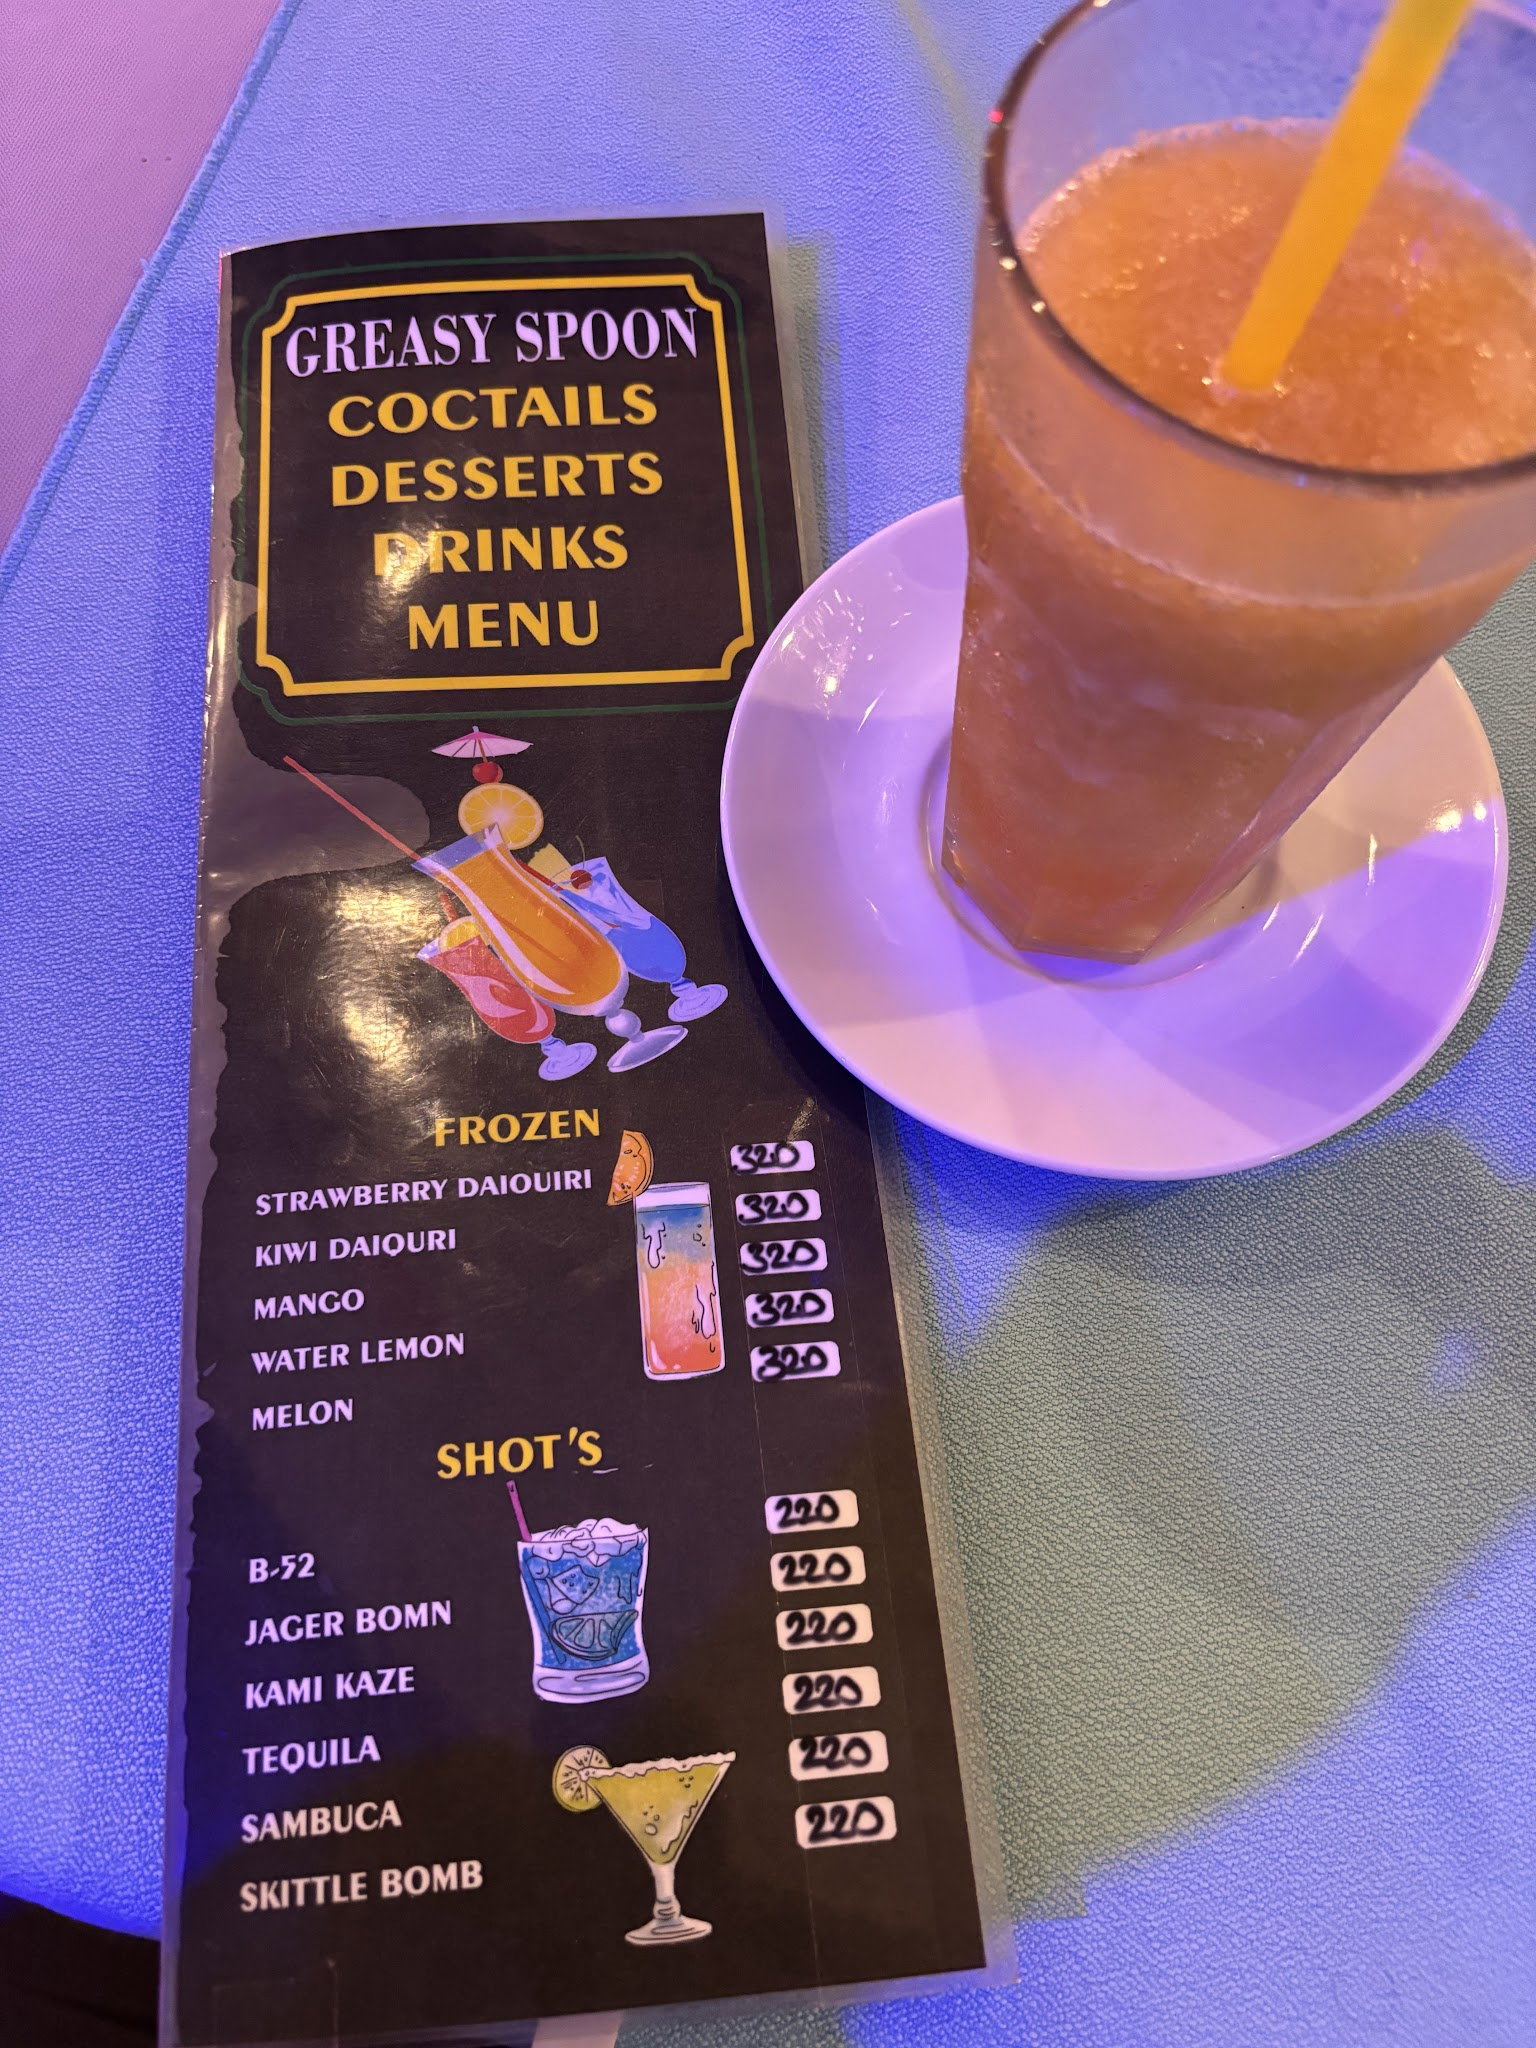 GREASY SPOON
COCTAILS
DESSERTS
DRINKS
MENU
FROZEN
STRAWBERRY DAIOUIRI 320
KIWI DAIQURI 320
MANGO 320
WATER LEMON 320
MELON 320
SHOT'S
B-52 220
JAGER BOMN 220
KAMI KAZE 220
TEQUILA 220
SAMBUCA 220
SKITTLE BOMB 220